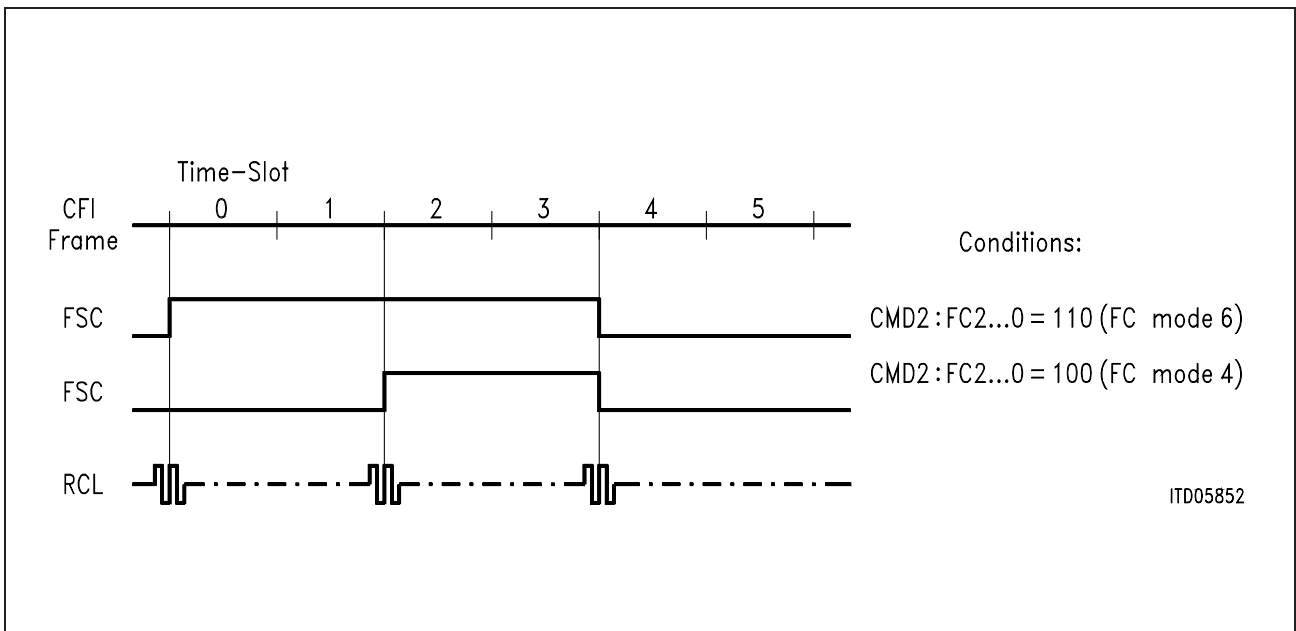 Time-Slot
CFI 0 1 2 3 4 5
Frame
Conditions:
FSC CMD2:FC2...0 = 110 (FC mode 6)
FSC CMD2:FC2...0 = 100 (FC mode 4)
RCL
ITD05852